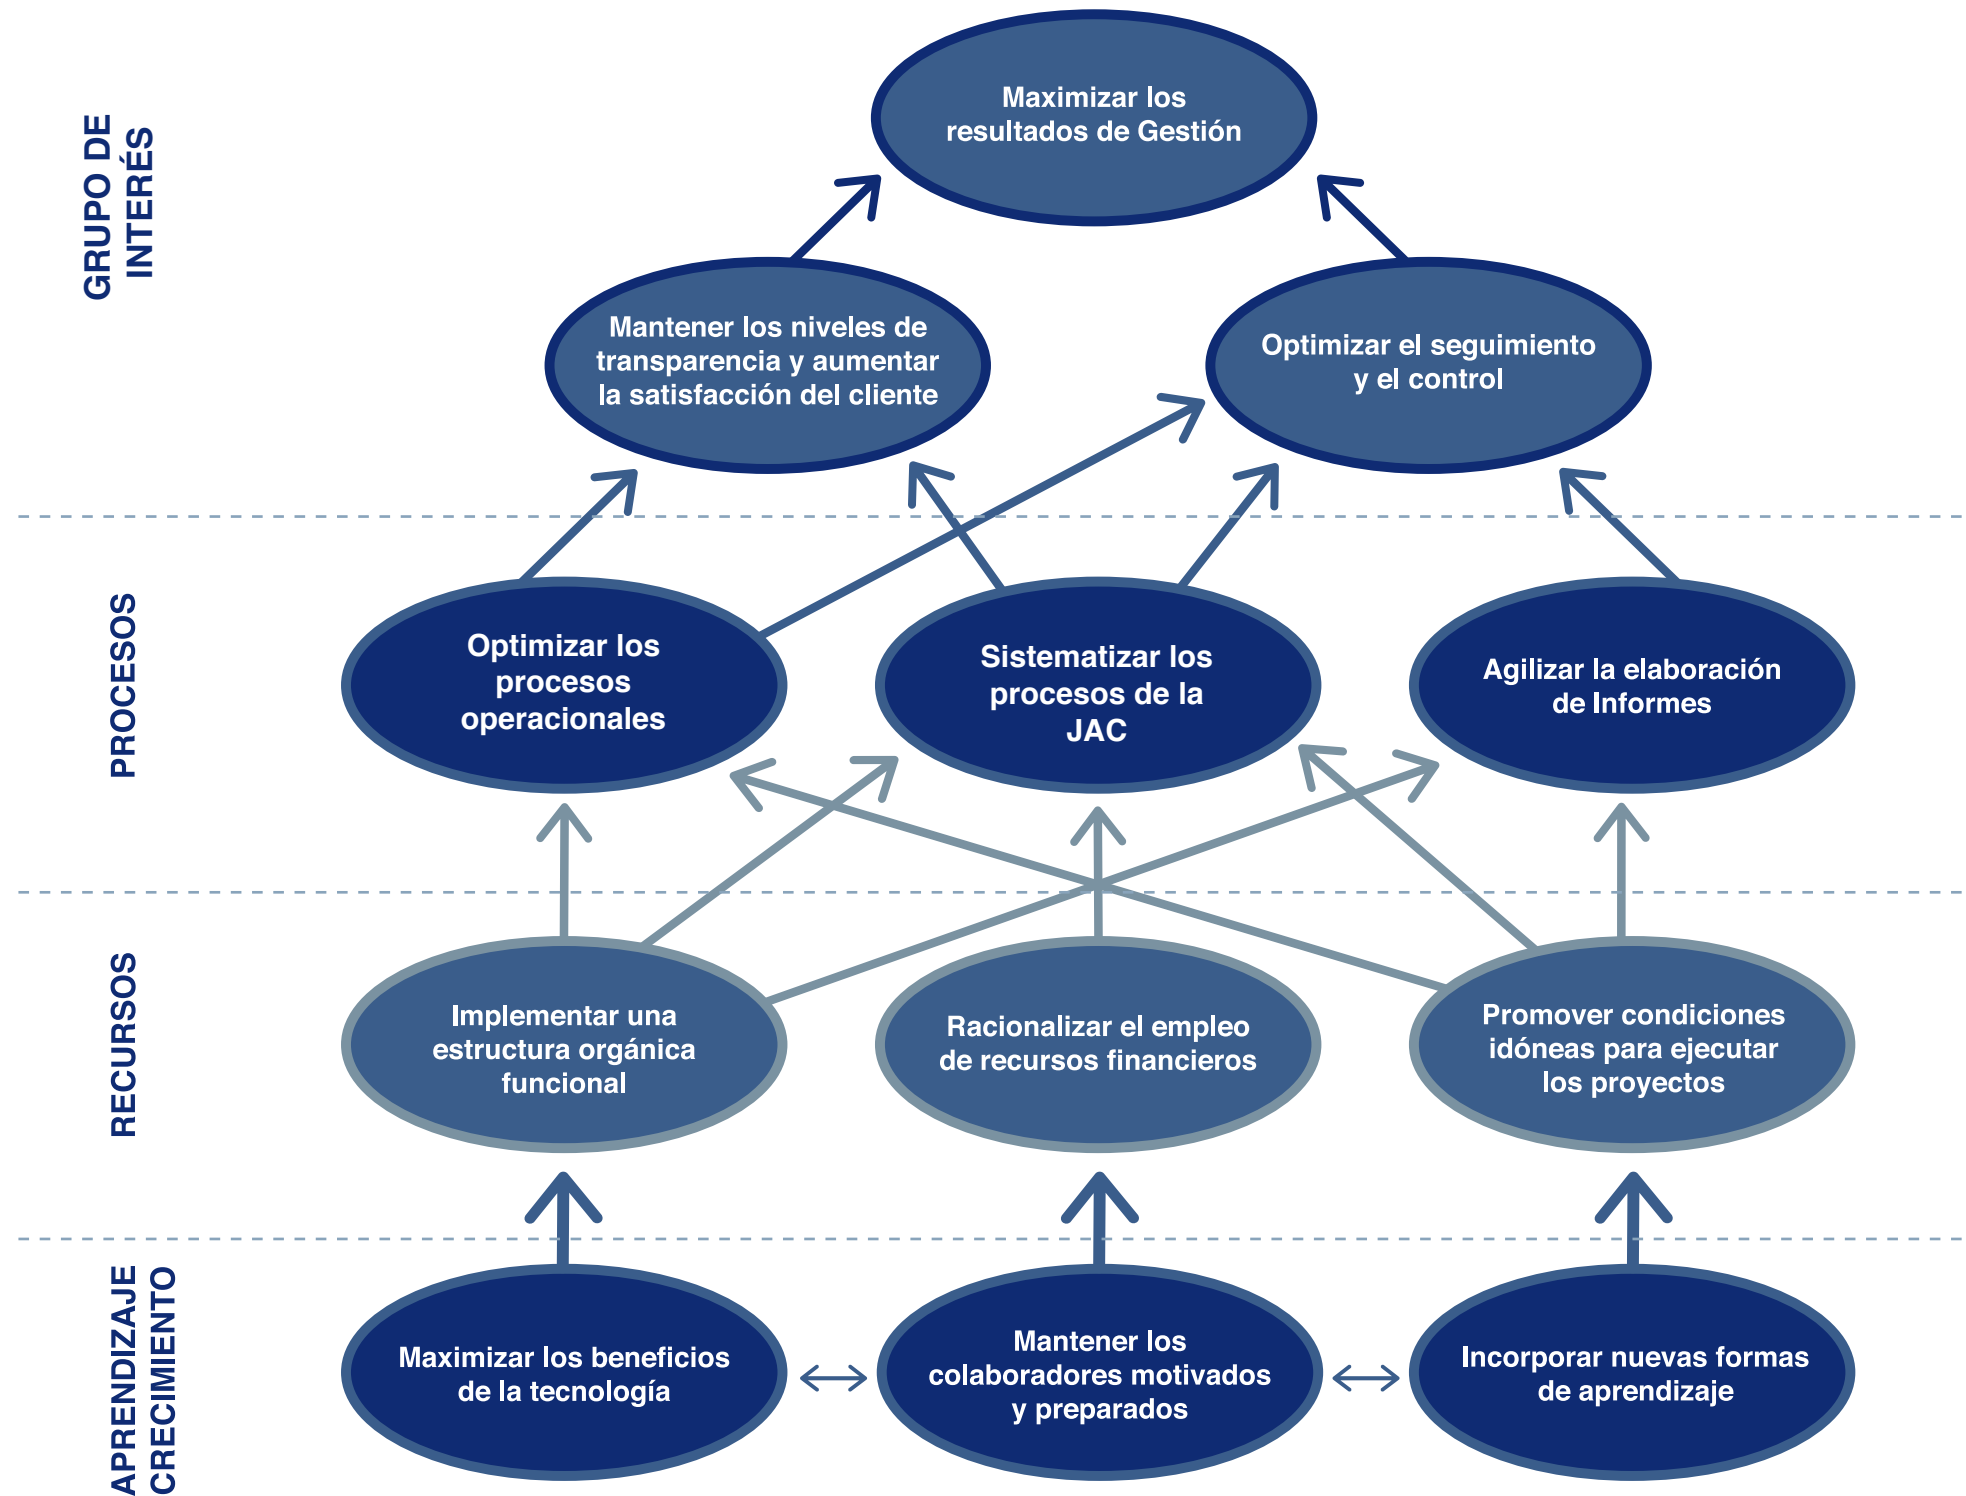 GRUPO DE
INTERÉS
Maximizar los
resultados de Gestión
Mantener los niveles de
transparencia y aumentar
la satisfacción del cliente
Optimizar el seguimiento
y el control
PROCESOS
Optimizar los
procesos
operacionales
Sistematizar los
procesos de la
JAC
Agilizar la elaboración
de Informes
RECURSOS
Implementar una
estructura orgánica
funcional
Racionalizar el empleo
de recursos financieros
Promover condiciones
idóneas para ejecutar
los proyectos
APRENDIZAJE
CRECIMIENTO
Maximizar los beneficios
de la tecnología
Mantener los
colaboradores motivados
y preparados
Incorporar nuevas formas
de aprendizaje